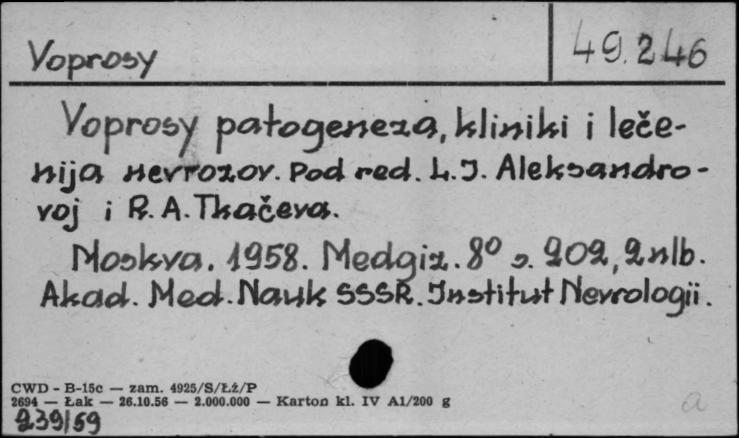 Voprosy
49.246
Voprosy patogeneza, kliniki i leče-
nija nevrozov. Pod red. L.I. Aleksandro-
voj i R.A. Tkačeva.
Moskva. 1958. Medgiz. 8º s. 202, 2 nlb.
Akad. Med. Nauk SSSR. Institut Nevrologii.
CWD - B-15c — zam. 4925/S/Łź/P
2694 — Łak — 26.10.56 — 2.000.000 — Karton kl. IV A1/200 g
239/59
a